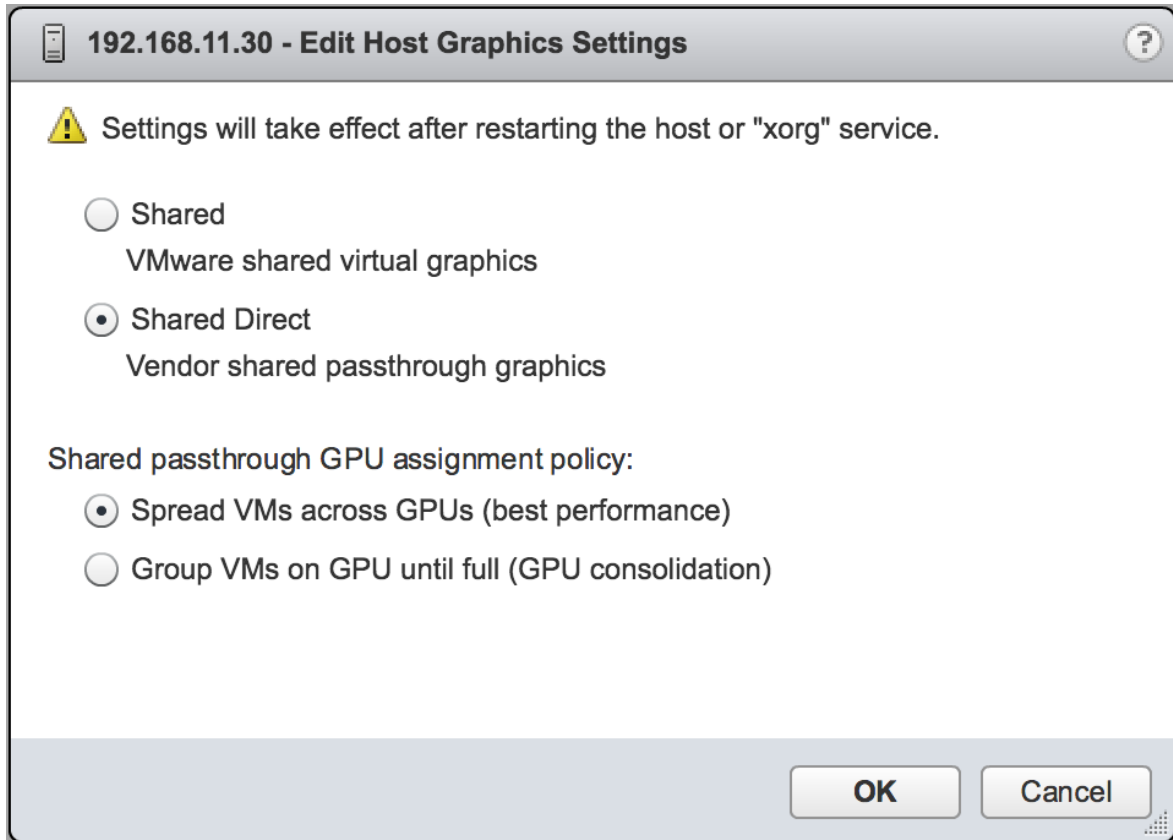 192.168.11.30 - Edit Host Graphics Settings
?
Settings will take effect after restarting the host or "xorg" service.
Shared
VMware shared virtual graphics
Shared Direct
Vendor shared passthrough graphics
Shared passthrough GPU assignment policy:
Spread VMs across GPUs (best performance)
Group VMs on GPU until full (GPU consolidation)
OK Cancel